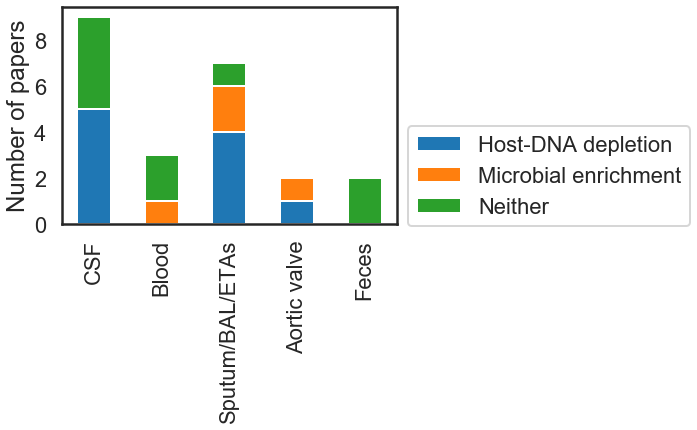 Number of papers
8
6
4
2
0
CSF
Blood
Sputum/BAL/ETAs
Aortic valve
Feces
Host-DNA depletion
Microbial enrichment
Neither